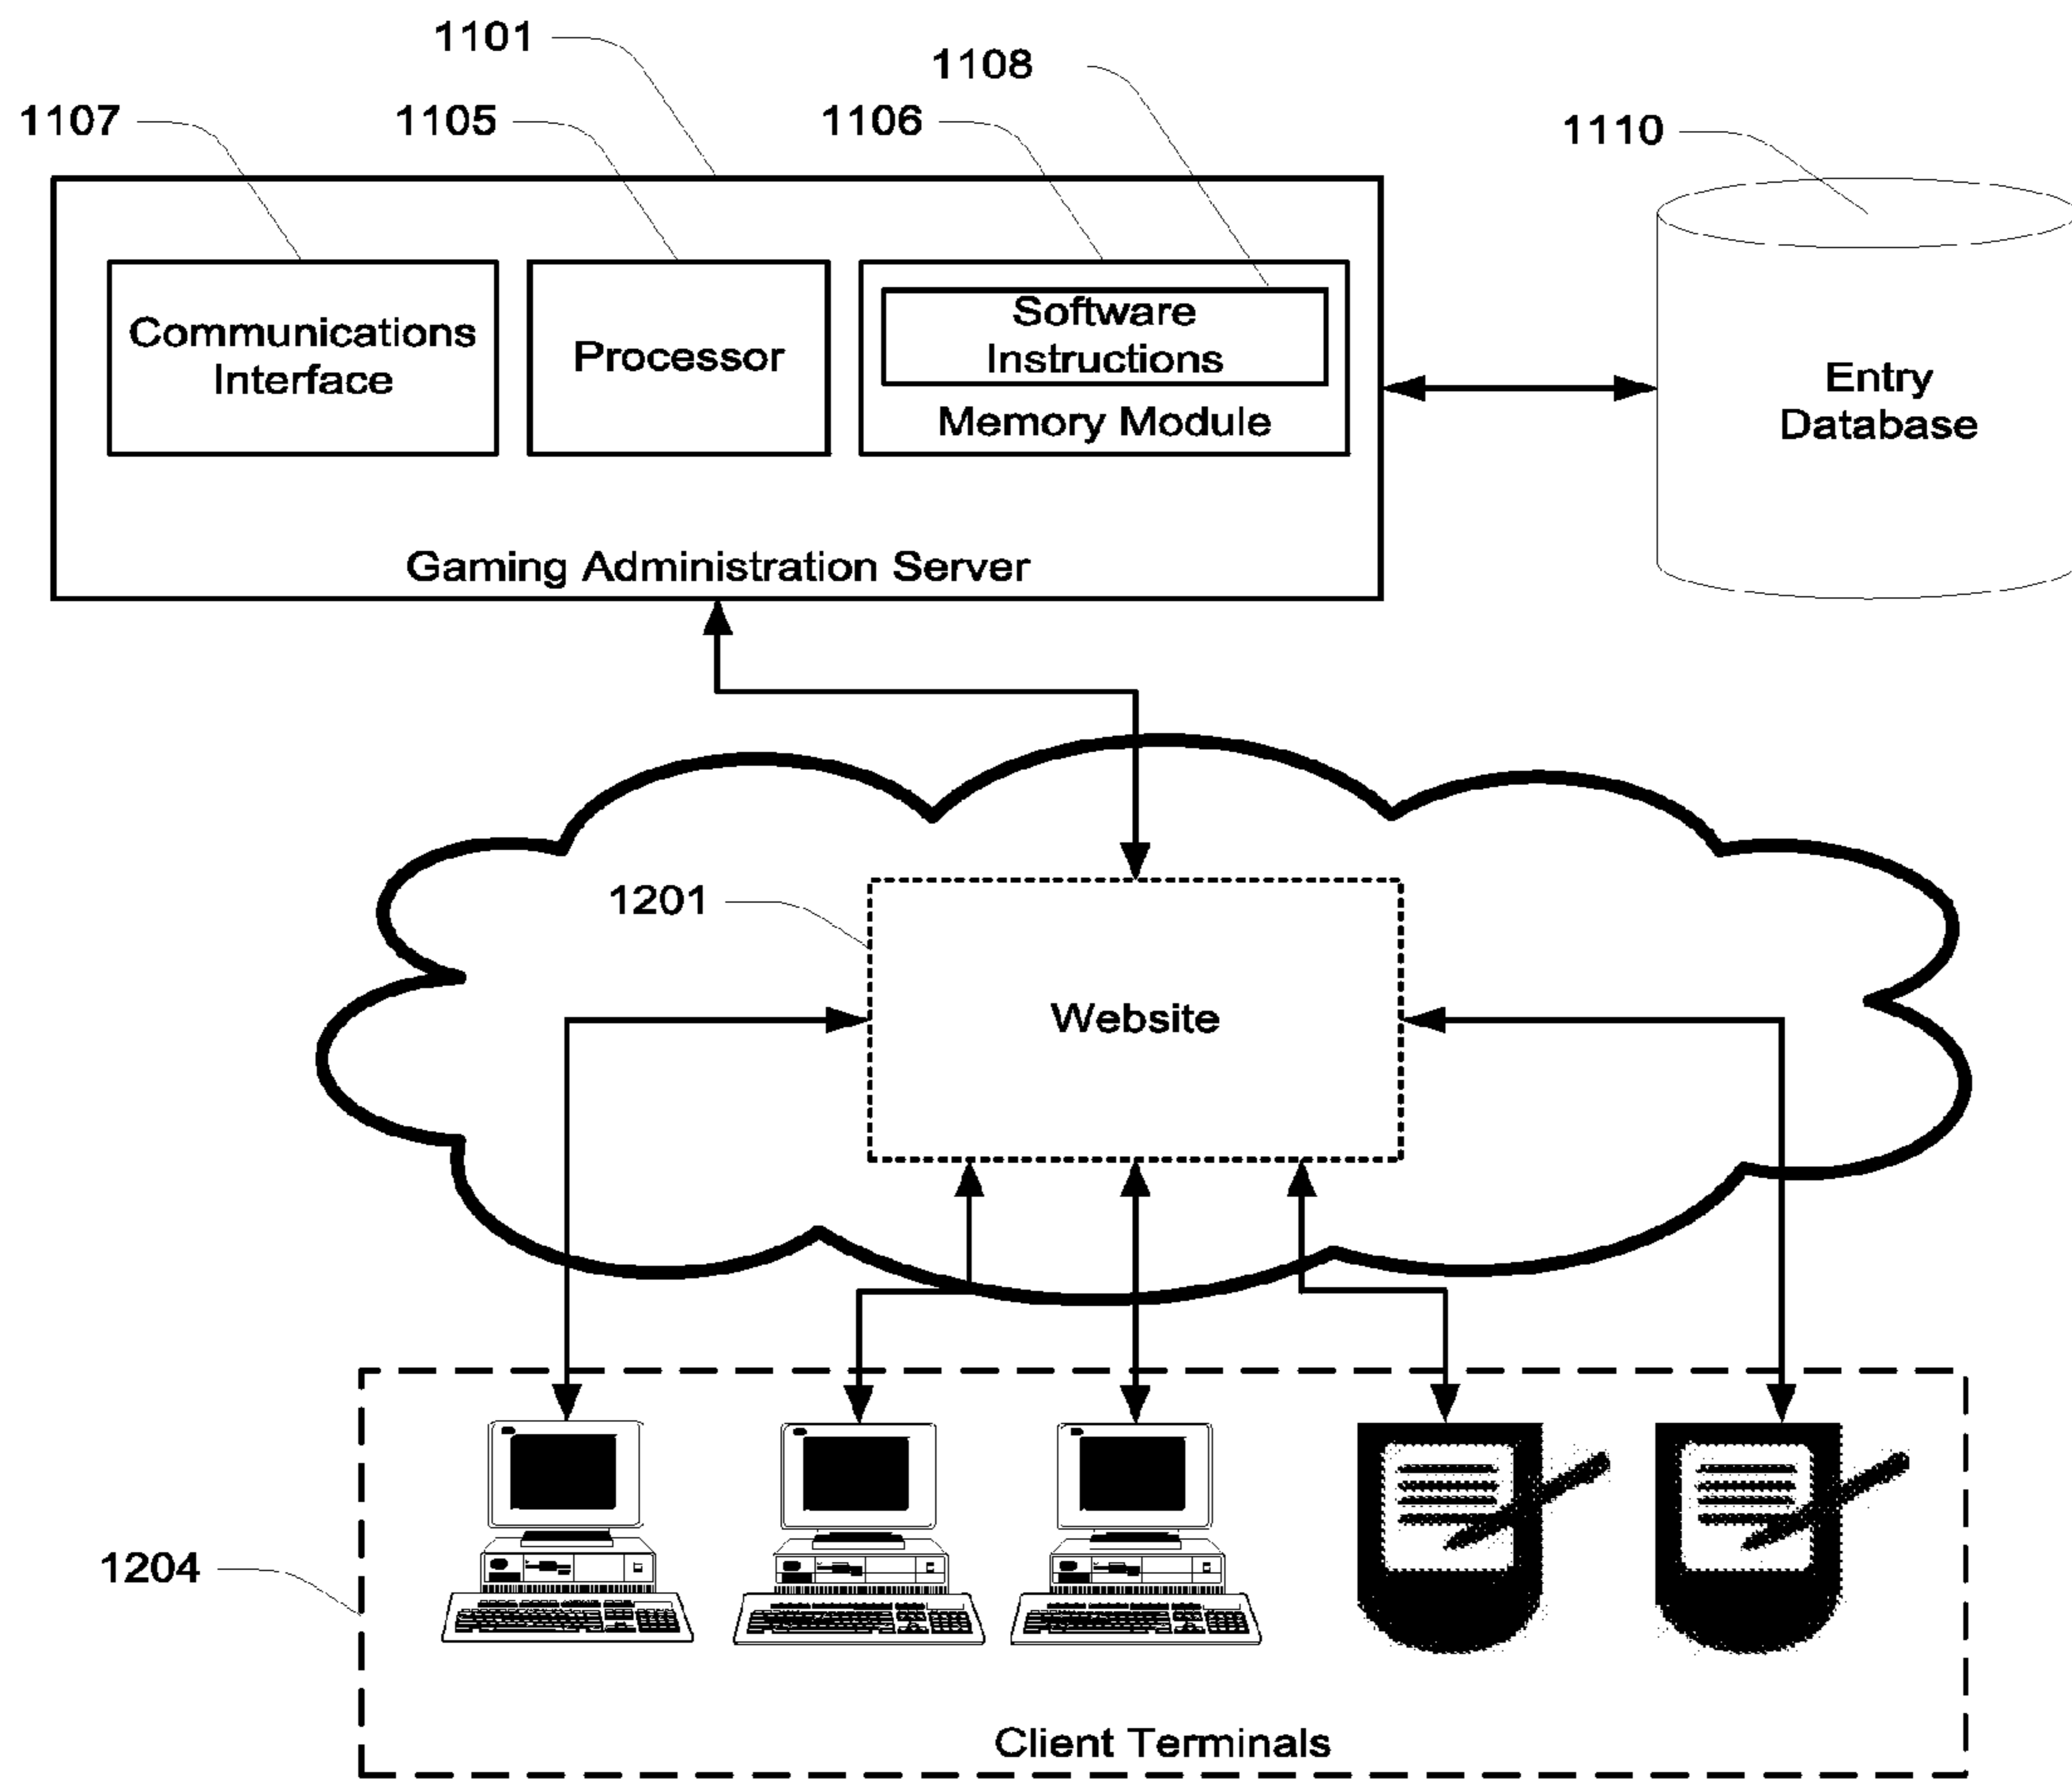 1101
1108
1107
1105
1106
1110
Communications
Interface
Processor
Software
Instructions
Memory Module
Entry
Database
Gaming Administration Server
1201
Website
1204
Client Terminals